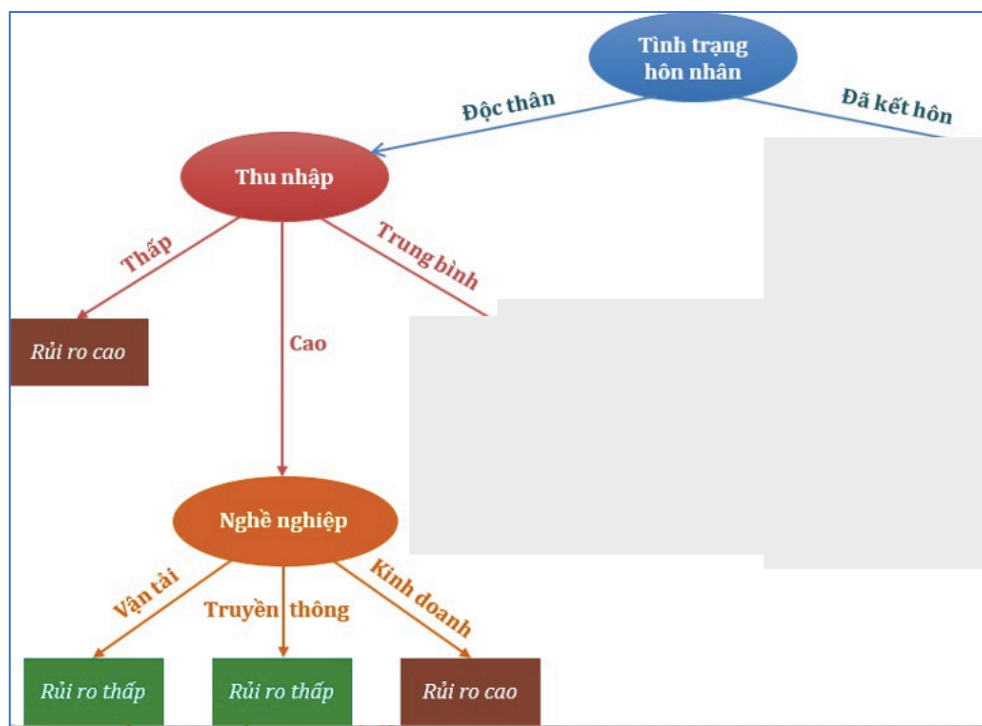 Tình trạng
hôn nhân
Độc thân
Đã kết hôn
Thu nhập
Thấp
Trung bình
Cao
Rủi ro cao
Nghề nghiệp
Vận tải
Truyền thông
Kinh doanh
Rủi ro thấp
Rủi ro thấp
Rủi ro cao